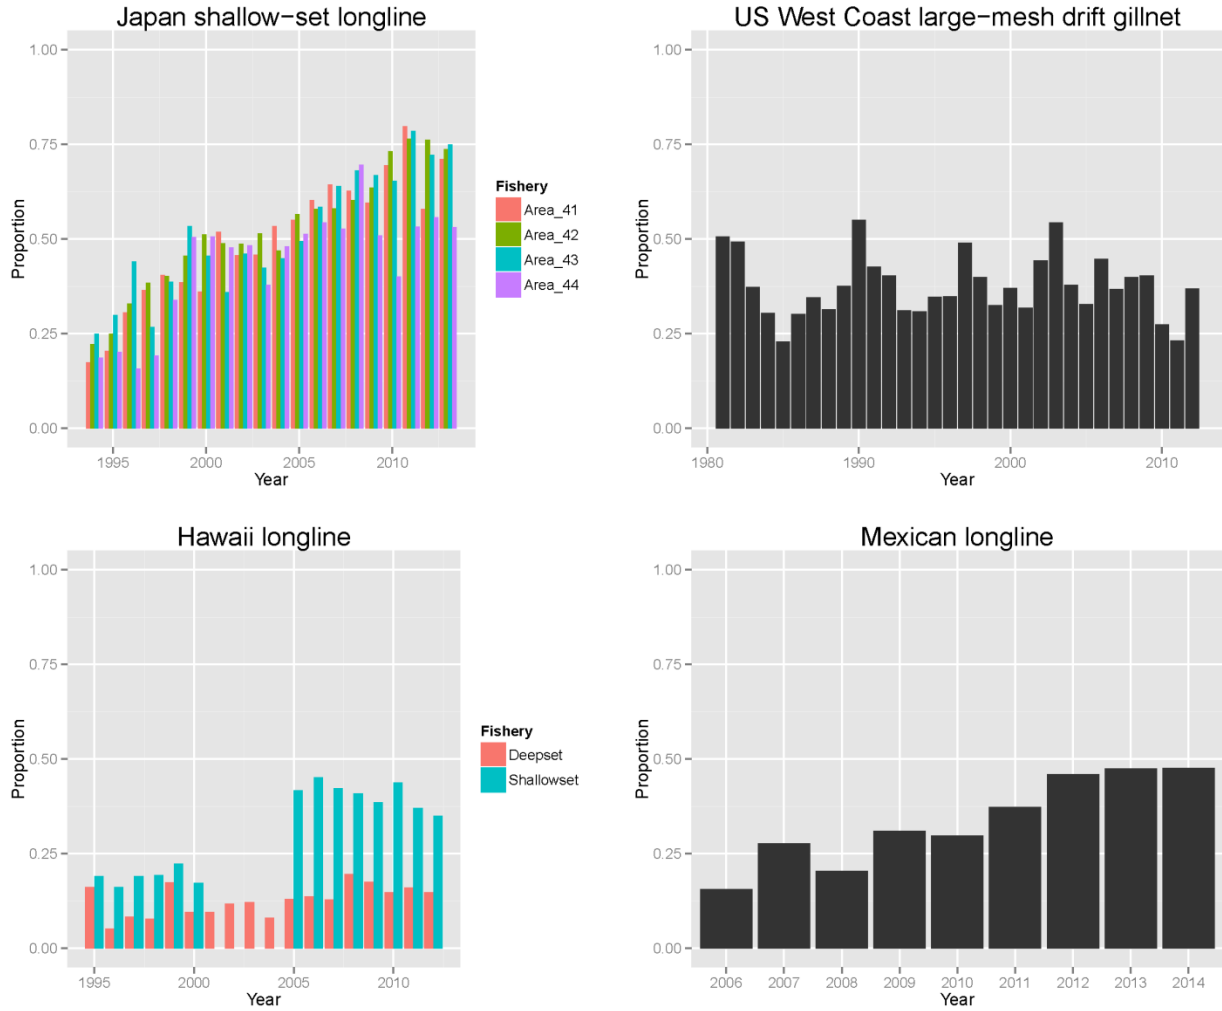 Japan shallow-set longline
1.00
0.75
0.50
0.25
0.00
Proportion
1995 2000 2005 2010
Year
Fishery
Area_41
Area_42
Area_43
Area_44
US West Coast large-mesh drift gillnet
1.00
0.75
0.50
0.25
0.00
Proportion
1980 1990 2000 2010
Year
Hawaii longline
1.00
0.75
0.50
0.25
0.00
Proportion
1995 2000 2005 2010
Year
Fishery
Deepset
Shallowset
Mexican longline
1.00
0.75
0.50
0.25
0.00
Proportion
2006 2007 2008 2009 2010 2011 2012 2013 2014
Year